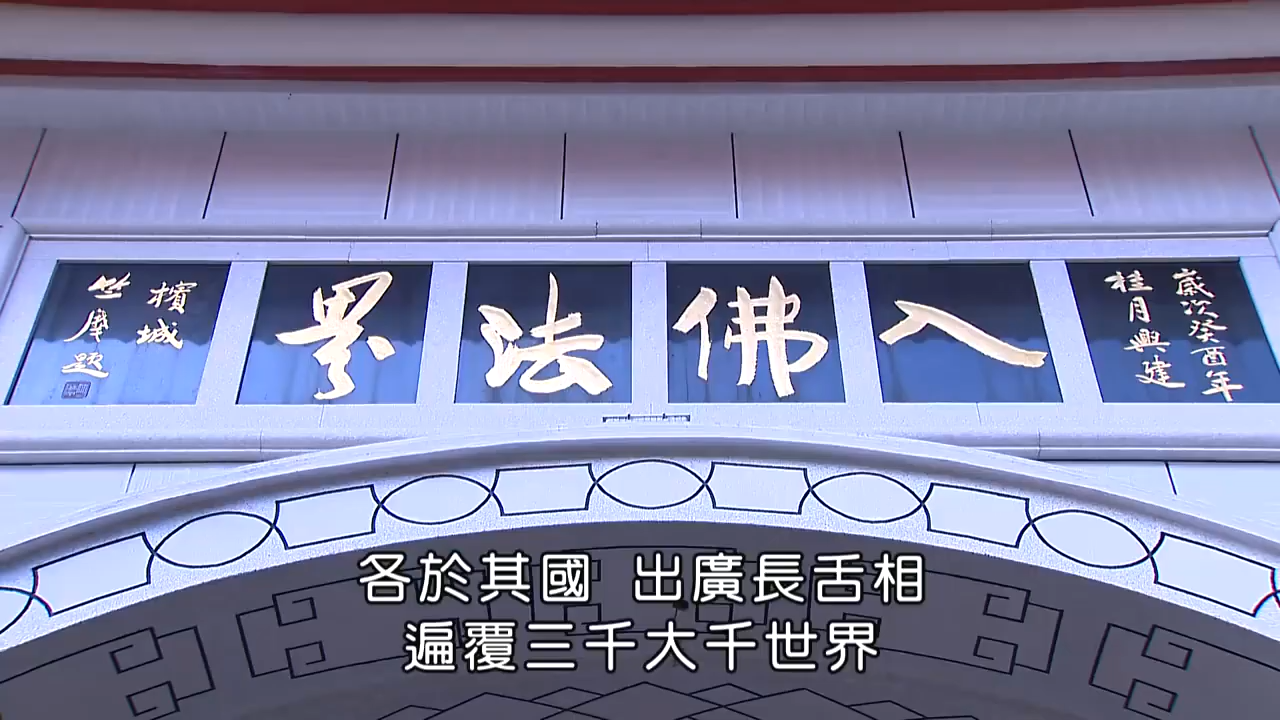 歲次癸酉年
桂月興建
入佛法界
檳城
竺摩題
各於其國 出廣長舌相
遍覆三千大千世界